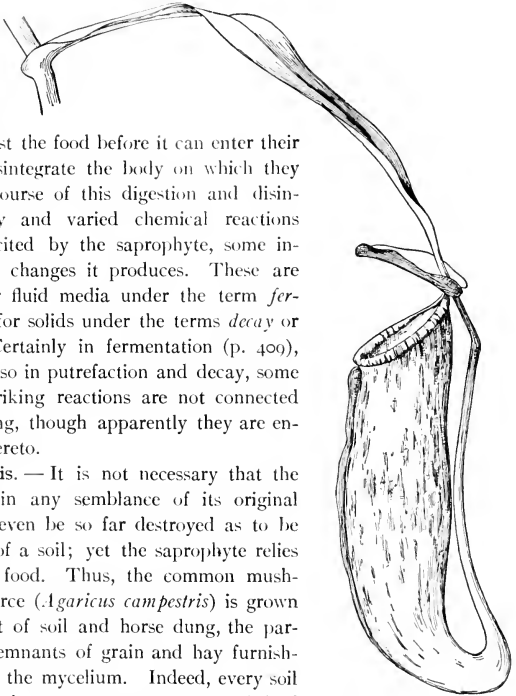 st the food before it can enter their
sintegrate the body on which they
ourse of this digestion and disin-
y and varied chemical reactions
rited by the saprophyte, some in-
changes it produces. These are
r fluid media under the term fer-
for solids under the terms decay or
Certainly in fermentation (p. 409),
so in putrefaction and decay, some
riking reactions are not connected
ng, though apparently they are en-
ereto.
is. — It is not necessary that the
in any semblance of its original
even be so far destroyed as to be
of a soil; yet the saprophyte relies
food. Thus, the common mush-
rce (Agaricus campestris) is grown
t of soil and horse dung, the par-
emnants of grain and hay furnish-
the mycelium. Indeed, every soil